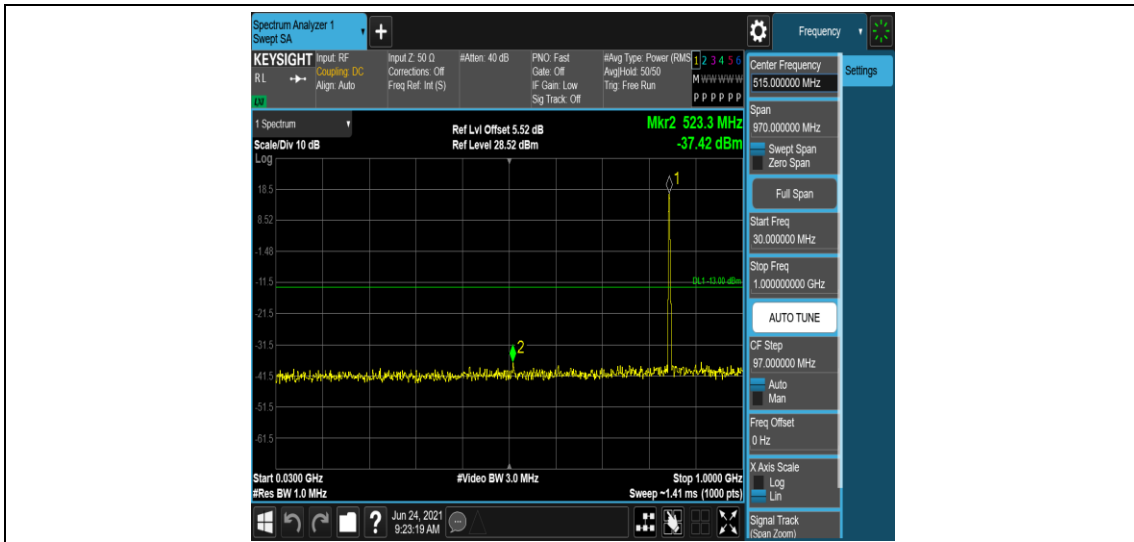 Spectrum Analyzer 1
Swept SA
+
Frequency
KEYSIGHT
RL
LXI
Input: RF
Coupling: DC
Align: Auto
Input Z: 50 Ω
Corrections: Off
Freq Ref: Int (S)
#Atten: 40 dB
PNO: Fast
Gate: Off
IF Gain: Low
Sig Track: Off
#Avg Type: Power (RMS
Avg|Hold: 50/50
Trig: Free Run
1 2 3 4 5 6
M W W W W W
P P P P P P
1 Spectrum
Scale/Div 10 dB
Log
Ref Lvl Offset 5.52 dB
Ref Level 28.52 dBm
Mkr2 523.3 MHz
-37.42 dBm
1
18.5
8.52
-1.48
-11.5
DL1 -13.00 dBm
-21.5
-31.5
2
-41.5
-51.5
-61.5
Start 0.0300 GHz
#Res BW 1.0 MHz
#Video BW 3.0 MHz
Stop 1.0000 GHz
Sweep ~1.41 ms (1000 pts)
?
Jun 24, 2021
9:23:19 AM
Center Frequency
515.000000 MHz
Settings
Span
970.000000 MHz
Swept Span
Zero Span
Full Span
Start Freq
30.000000 MHz
Stop Freq
1.000000000 GHz
AUTO TUNE
CF Step
97.000000 MHz
Auto
Man
Freq Offset
0 Hz
X Axis Scale
Log
Lin
Signal Track
(Span Zoom)